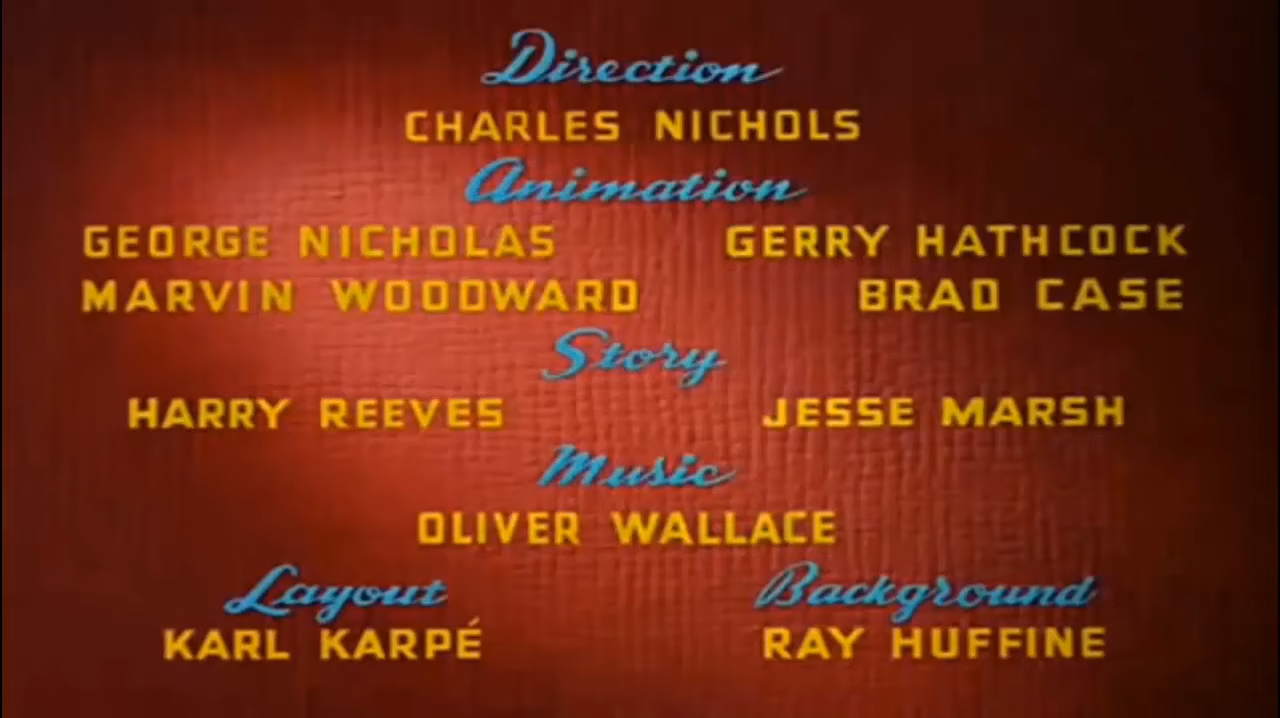 Direction
CHARLES NICHOLS
Animation
GEORGE NICHOLAS GERRY HATHCOCK
MARVIN WOODWARD BRAD CASE
Story
HARRY REEVES JESSE MARSH
Music
OLIVER WALLACE
Layout Background
KARL KARPÉ RAY HUFFINE